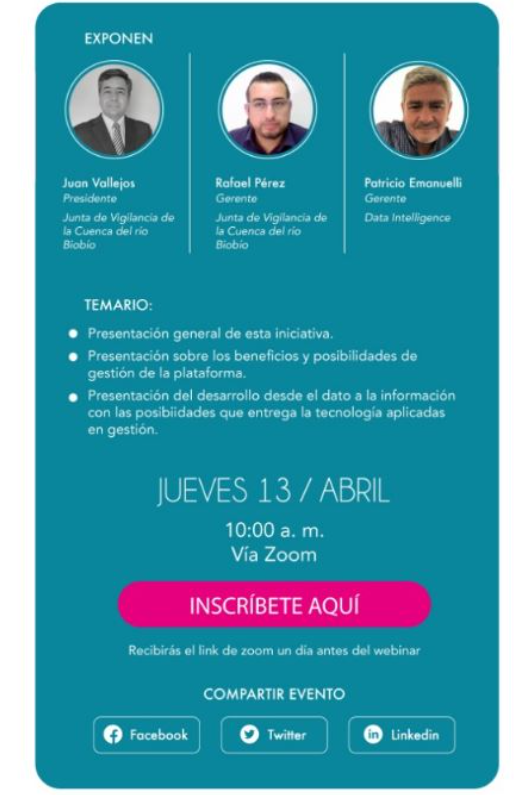 EXPONEN
Juan Vallejos
Presidente
Junta de Vigilancia de
la Cuenca del río
Biobío
Rafael Pérez
Gerente
Junta de Vigilancia de
la Cuenca del río
Biobío
Patricio Emanuelli
Gerente
Data Intelligence
TEMARIO:
Presentación general de esta iniciativa.
Presentación sobre los beneficios y posibilidades de
gestión de la plataforma.
Presentación del desarrollo desde el dato a la información
con las posibiidades que entrega la tecnología aplicadas
en gestión.
JUEVES 13 / ABRIL
10:00 a. m.
Vía Zoom
INSCRÍBETE AQUÍ
Recibirás el link de zoom un día antes del webinar
COMPARTIR EVENTO
Facebook
Twitter
Linkedin